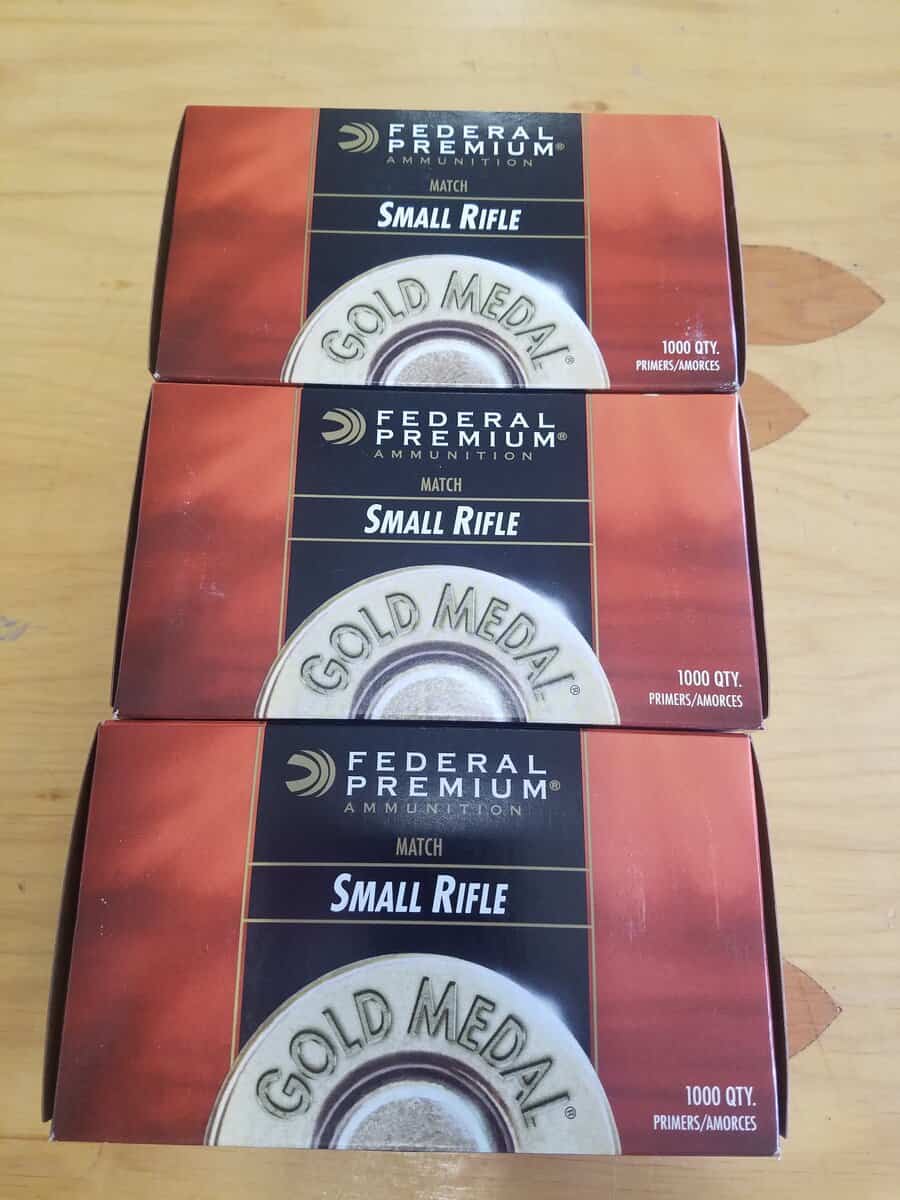 FEDERAL
PREMIUM®
AMMUNITION
MATCH
SMALL RIFLE
GOLD MEDAL®
1000 QTY.
PRIMERS/AMORCES
FEDERAL
PREMIUM®
AMMUNITION
MATCH
SMALL RIFLE
GOLD MEDAL®
1000 QTY.
PRIMERS/AMORCES
FEDERAL
PREMIUM®
AMMUNITION
MATCH
SMALL RIFLE
GOLD MEDAL®
1000 QTY.
PRIMERS/AMORCES